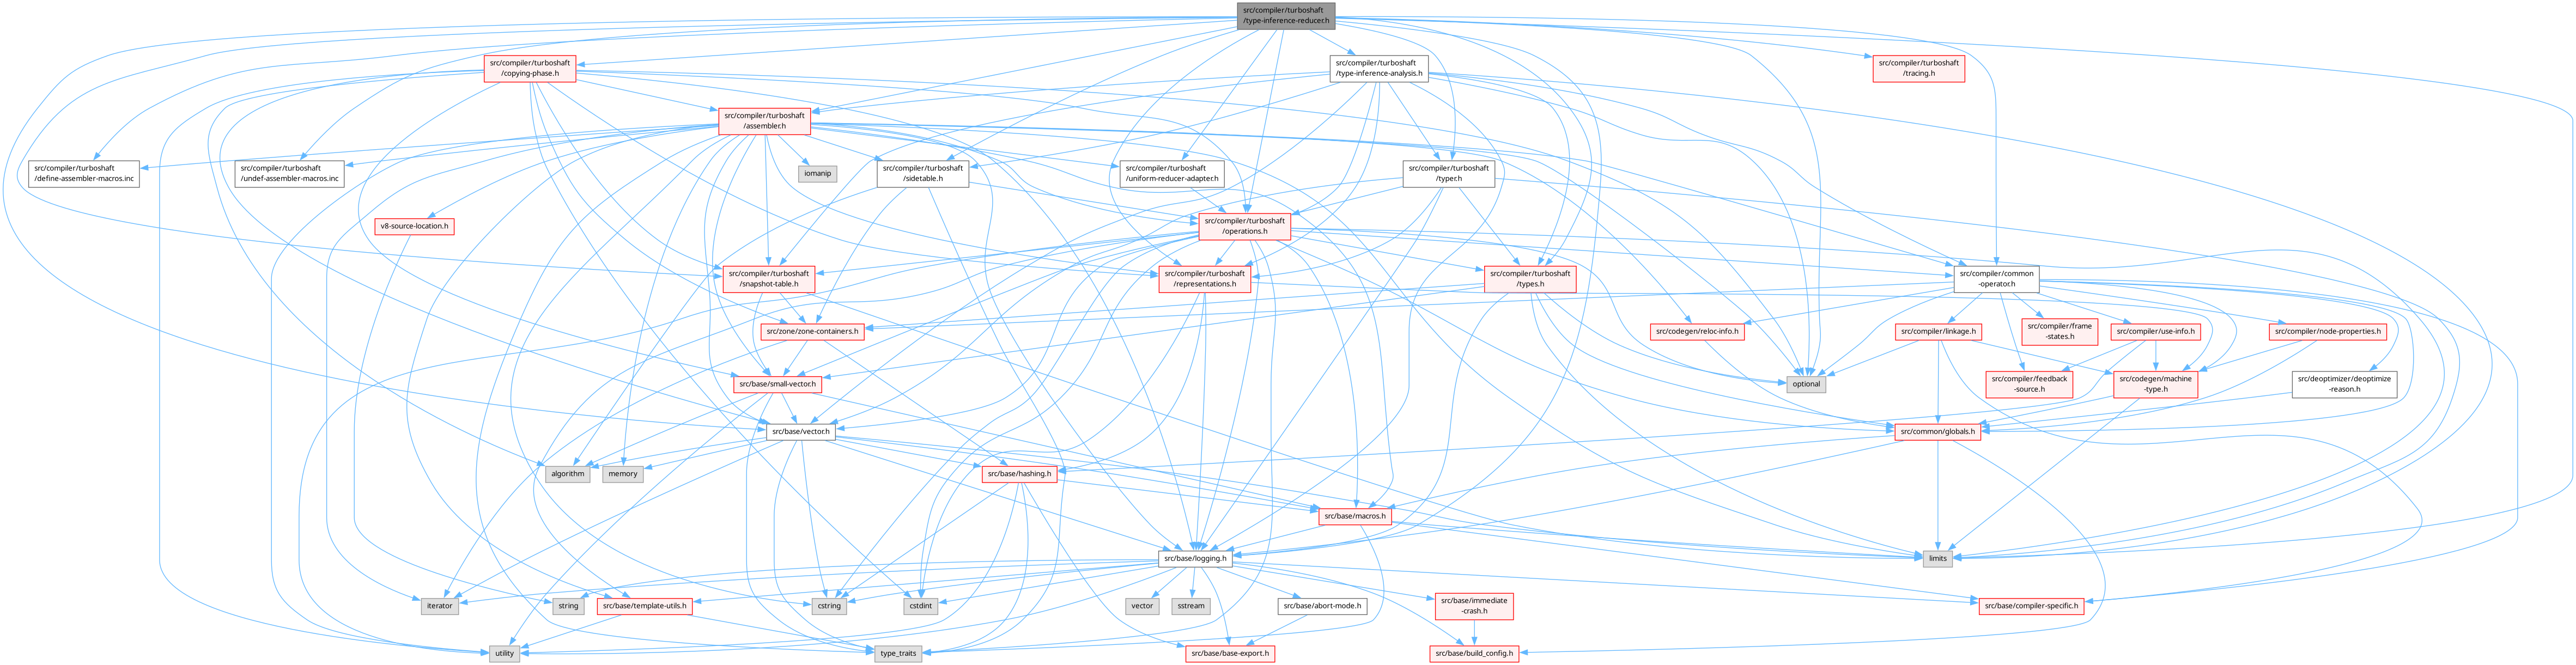 src/compiler/turboshaft
/type-inference-reducer.h
src/compiler/turboshaft
/copying-phase.h
src/compiler/turboshaft
/type-inference-analysis.h
src/compiler/turboshaft
/tracing.h
src/compiler/turboshaft
/assembler.h
src/compiler/turboshaft
/define-assembler-macros.inc
src/compiler/turboshaft
/undef-assembler-macros.inc
iomanip
src/compiler/turboshaft
/sidetable.h
src/compiler/turboshaft
/uniform-reducer-adapter.h
src/compiler/turboshaft
/typer.h
v8-source-location.h
src/compiler/turboshaft
/operations.h
src/compiler/turboshaft
/snapshot-table.h
src/compiler/turboshaft
/representations.h
src/compiler/turboshaft
/types.h
src/compiler/common
-operator.h
src/zone/zone-containers.h
src/codegen/reloc-info.h
src/compiler/linkage.h
src/compiler/frame
-states.h
src/compiler/use-info.h
src/compiler/node-properties.h
src/base/small-vector.h
optional
src/compiler/feedback
-source.h
src/codegen/machine
-type.h
src/deoptimizer/deoptimize
-reason.h
src/base/vector.h
src/common/globals.h
algorithm
memory
src/base/hashing.h
src/base/macros.h
src/base/logging.h
limits
iterator
string
src/base/template-utils.h
cstring
cstdint
vector
sstream
src/base/abort-mode.h
src/base/immediate
-crash.h
src/base/compiler-specific.h
utility
type_traits
src/base/base-export.h
src/base/build_config.h